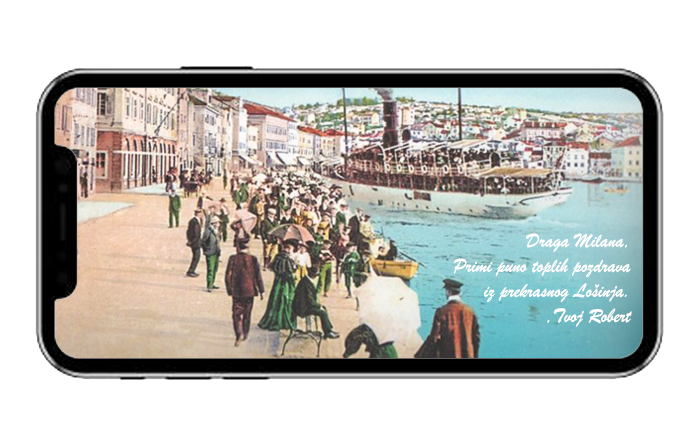 Draga Milana,
Primi puno toplih pozdrava
iz prekrasnog Lošinja.
. Tvoj Robert